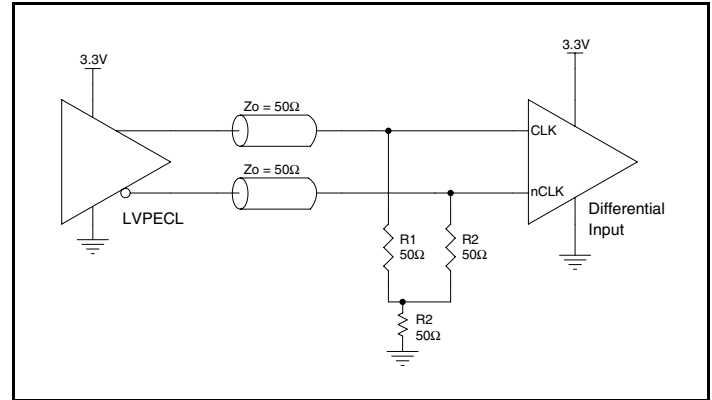 3.3V
3.3V
Zo = 50Ω
CLK
Zo = 50Ω
nCLK
LVPECL
Differential
Input
R1
50Ω
R2
50Ω
R2
50Ω